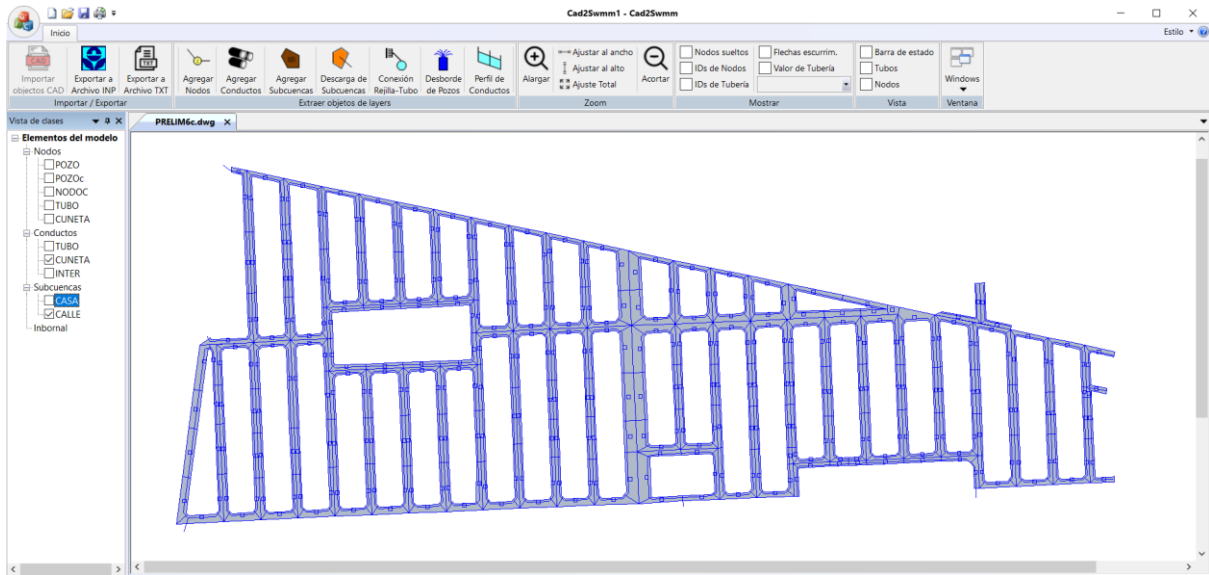 Cad2Swmm1 - Cad2Swmm
Inicio
Estilo
Importar
objectos CAD
Exportar a
Archivo INP
Exportar a
Archivo TXT
Importar / Exportar
Agregar
Nodos
Agregar
Conductos
Agregar
Subcuencas
Descarga de
Subcuencas
Conexión
Rejilla-Tubo
Desborde
de Pozos
Perfil de
Conductos
Extraer objetos de layers
Alargar
Ajustar al ancho
Ajustar al alto
Ajuste Total
Acortar
Zoom
Nodos sueltos
IDs de Nodos
IDs de Tubería
Flechas escurrim.
Valor de Tubería
Mostrar
Barra de estado
Tubos
Nodos
Vista
Windows
Ventana
Vista de clases
PRELIM6c.dwg
Elementos del modelo
Nodos
POZO
POZOc
NODOC
TUBO
CUNETA
Conductos
TUBO
CUNETA
INTER
Subcuencas
CASA
CALLE
Inbornal